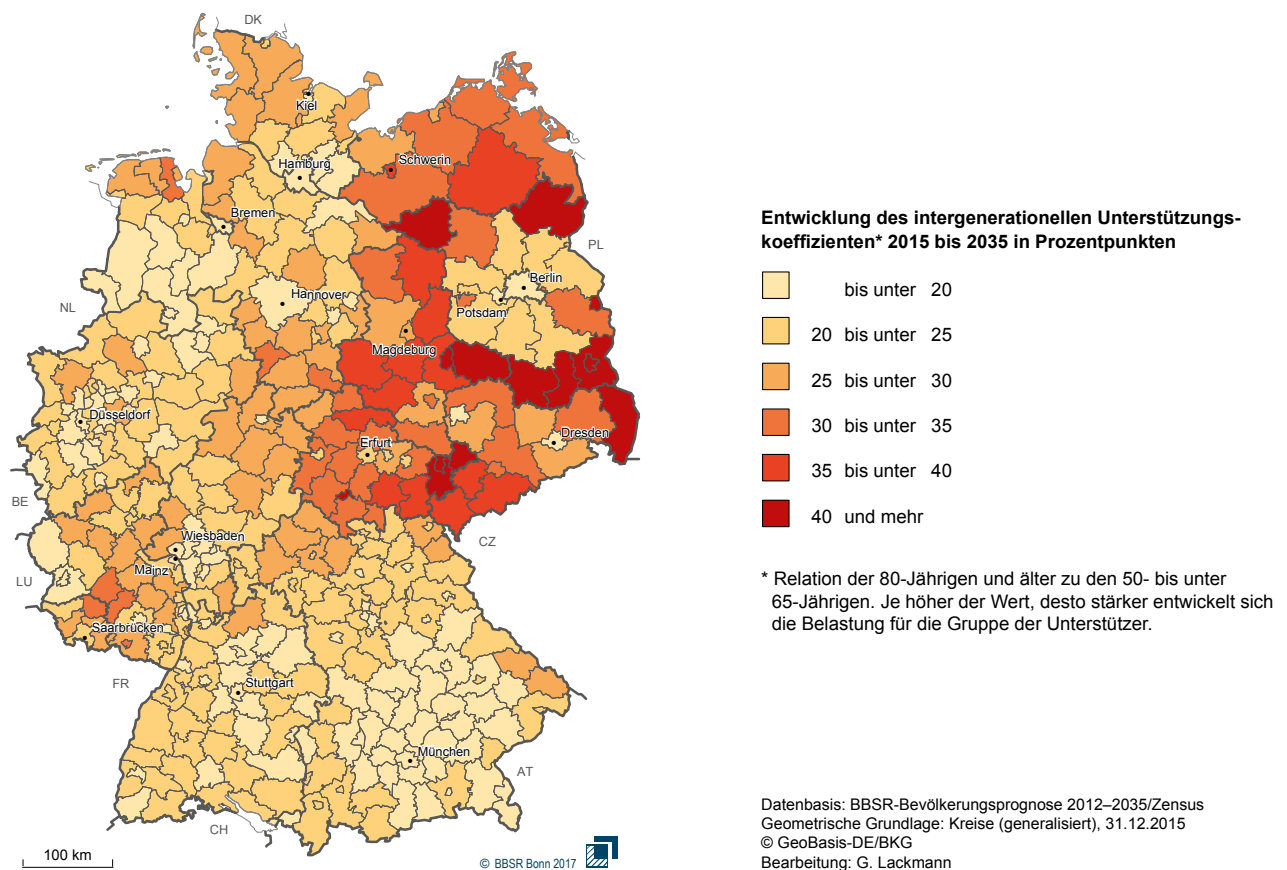 DK
Kiel
Hamburg
Schwerin
Bremen
PL
Berlin
Hannover
Potsdam
NL
Magdeburg
Düsseldorf
Dresden
Erfurt
BE
Wiesbaden
CZ
Mainz
LU
Saarbrücken
FR
Stuttgart
München
AT
CH
100 km
© BBSR Bonn 2017
Entwicklung des intergenerationellen Unterstützungs-
koeffizienten* 2015 bis 2035 in Prozentpunkten
bis unter 20
20 bis unter 25
25 bis unter 30
30 bis unter 35
35 bis unter 40
40 und mehr
* Relation der 80-Jährigen und älter zu den 50- bis unter
65-Jährigen. Je höher der Wert, desto stärker entwickelt sich
die Belastung für die Gruppe der Unterstützer.
Datenbasis: BBSR-Bevölkerungsprognose 2012–2035/Zensus
Geometrische Grundlage: Kreise (generalisiert), 31.12.2015
© GeoBasis-DE/BKG
Bearbeitung: G. Lackmann